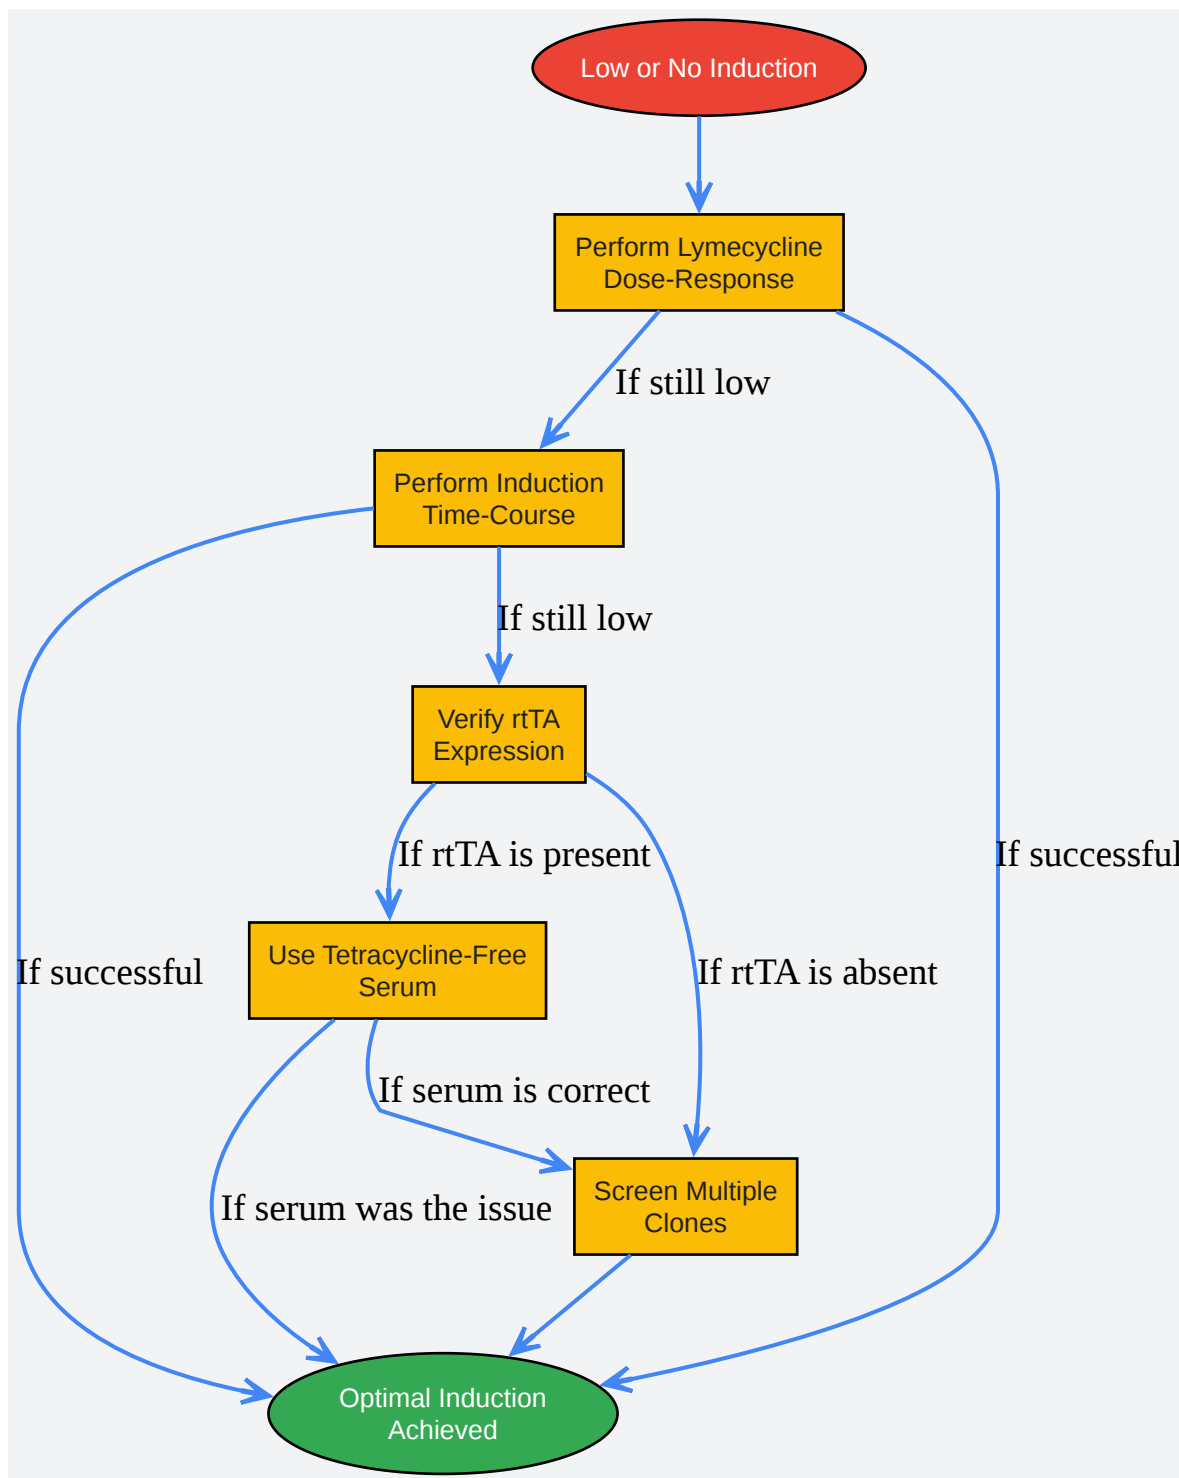 Low or No Induction
Perform Lymecycline
Dose-Response
If still low
Perform Induction
Time-Course
If still low
Verify rtTA
Expression
If rtTA is present
If successful
Use Tetracycline-Free
Serum
If successful
If rtTA is absent
If serum is correct
Screen Multiple
Clones
If serum was the issue
Optimal Induction
Achieved